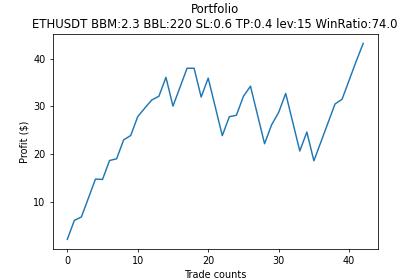 Portfolio
ETHUSDT BBM:2.3 BBL:220 SL:0.6 TP:0.4 lev:15 WinRatio:74.0
40
30
20
10
Profit ($)
0 10 20 30 40
Trade counts